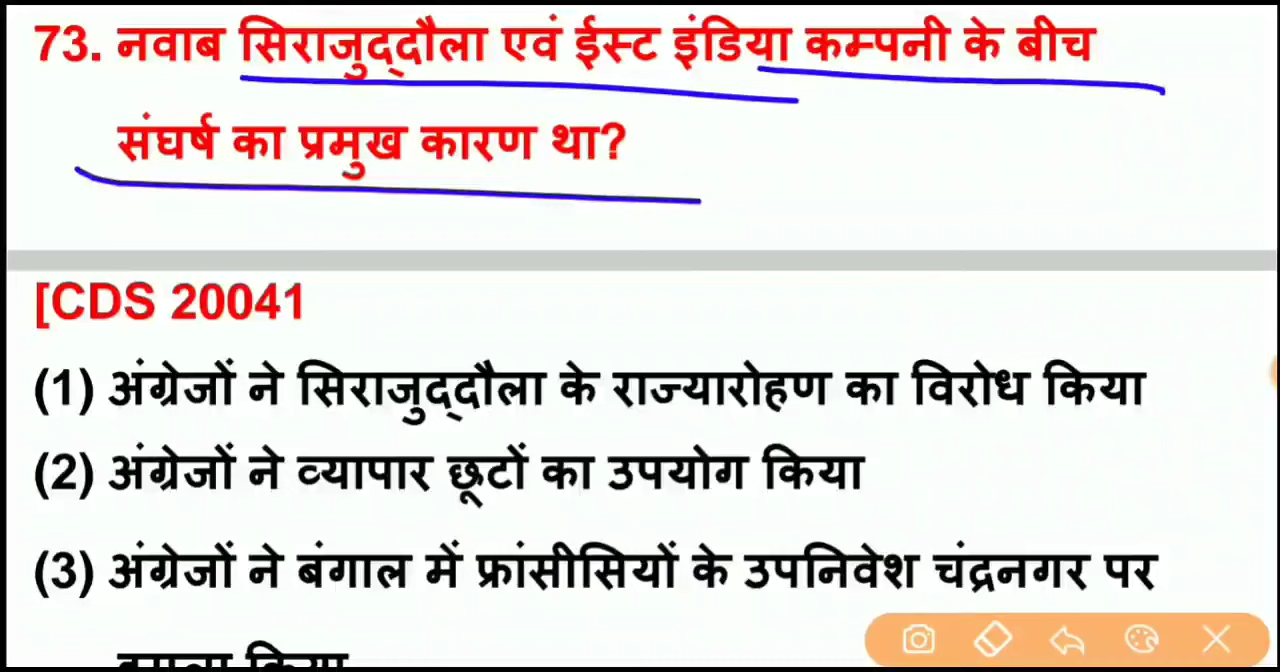 73. नवाब सिराजुद्दौला एवं ईस्ट इंडिया कम्पनी के बीच
संघर्ष का प्रमुख कारण था?
[CDS 20041
(1) अंग्रेजों ने सिराजुद्दौला के राज्यारोहण का विरोध किया
(2) अंग्रेजों ने व्यापार छूटों का उपयोग किया
(3) अंग्रेजों ने बंगाल में फ्रांसीसियों के उपनिवेश चंद्रनगर पर
किया